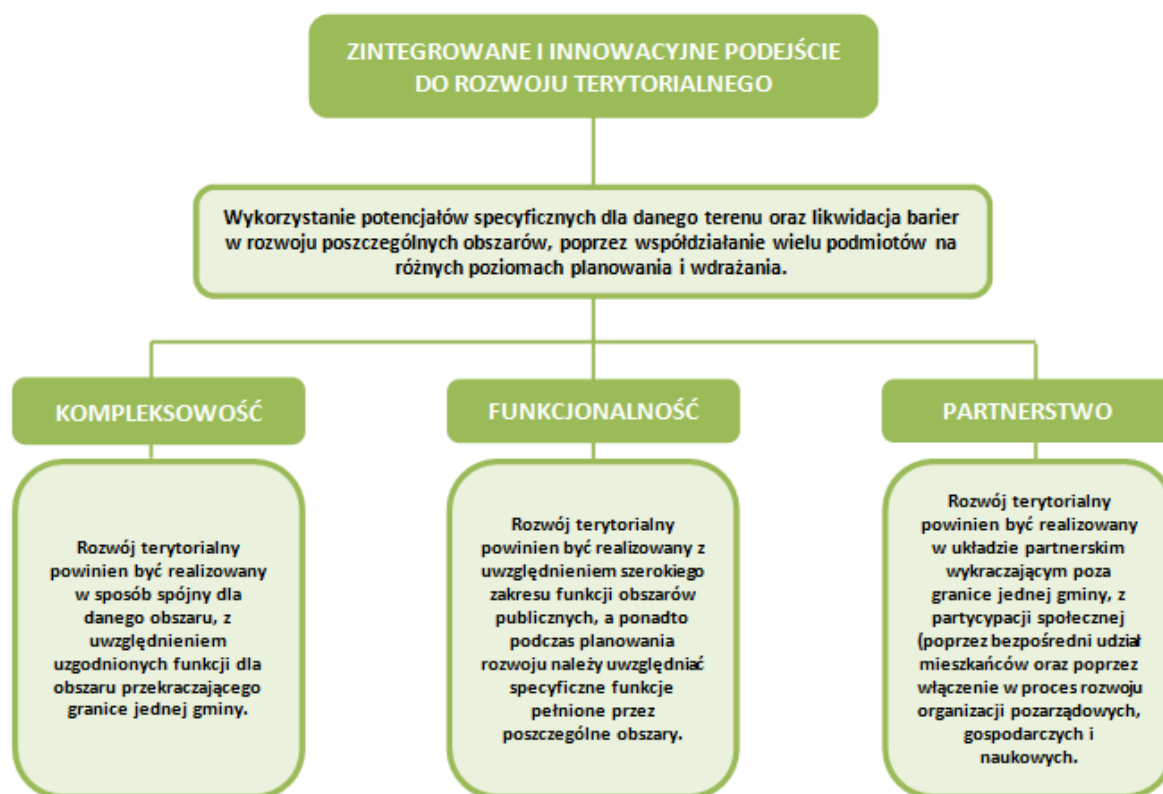 ZINTEGROWANE I INNOWACYJNE PODEJŚCIE
DO ROZWOJU TERYTORIALNEGO
Wykorzystanie potencjałów specyficznych dla danego terenu oraz likwidacja barier
w rozwoju poszczególnych obszarów, poprzez współdziałanie wielu podmiotów na
różnych poziomach planowania i wdrażania.
KOMPLEKSOWOŚĆ
Rozwój terytorialny
powinien być realizowany
w sposób spójny dla
danego obszaru, z
uwzględnieniem
uzgodnionych funkcji dla
obszaru przekraczającego
granice jednej gminy.
FUNKCJONALNOŚĆ
Rozwój terytorialny
powinien być realizowany z
uwzględnieniem szerokiego
zakresu funkcji obszarów
publicznych, a ponadto
podczas planowania
rozwoju należy uwzględniać
specyficzne funkcje
pełnione przez
poszczególne obszary.
PARTNERSTWO
Rozwój terytorialny
powinien być realizowany
w układzie partnerskim
wykraczającym poza
granice jednej gminy, z
partycypacji społecznej
(poprzez bezpośredni udział
mieszkańców oraz poprzez
włączenie w proces rozwoju
organizacji pozarządowych,
gospodarczych i
naukowych.